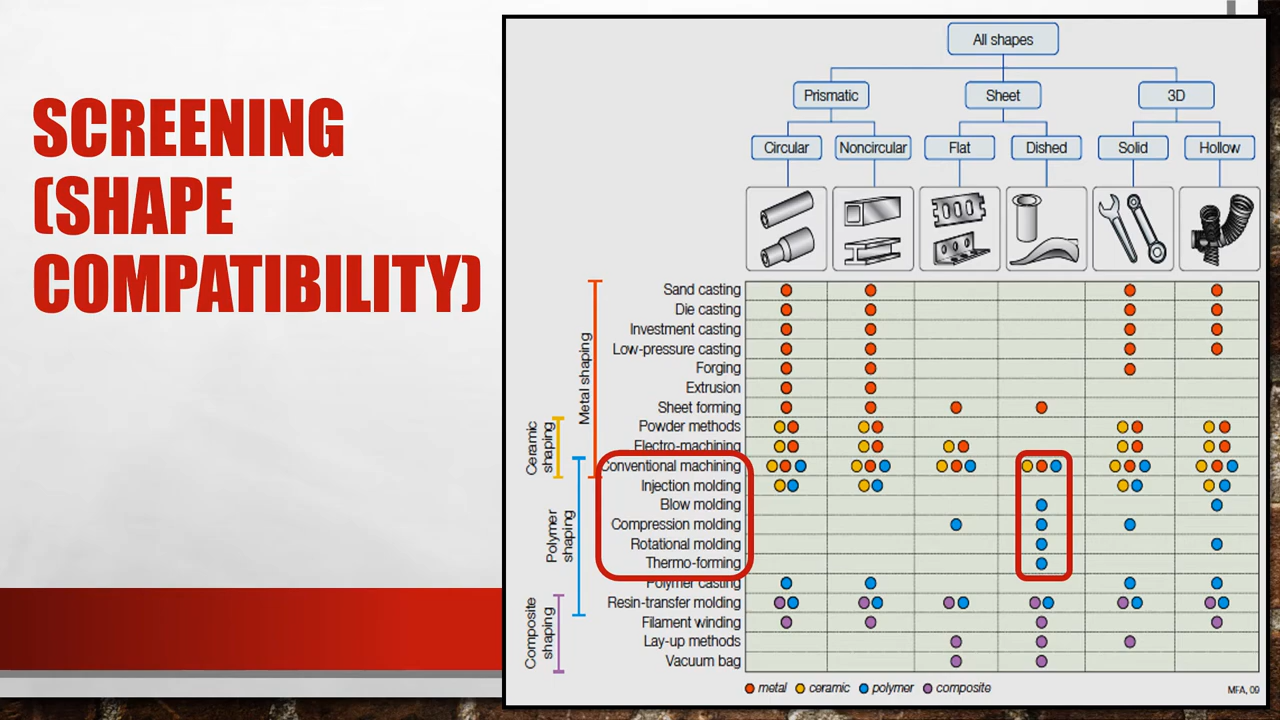 SCREENING
(SHAPE
COMPATIBILITY)
All shapes
Prismatic
Sheet
3D
Circular
Noncircular
Flat
Dished
Solid
Hollow
Metal shaping
Ceramic
shaping
Polymer
shaping
Composite
shaping
Sand casting
Die casting
Investment casting
Low-pressure casting
Forging
Extrusion
Sheet forming
Powder methods
Electro-machining
Conventional machining
Injection molding
Blow molding
Compression molding
Rotational molding
Thermo-forming
Polymer casting
Resin-transfer molding
Filament winding
Lay-up methods
Vacuum bag
metal ceramic polymer composite
MFA, 09